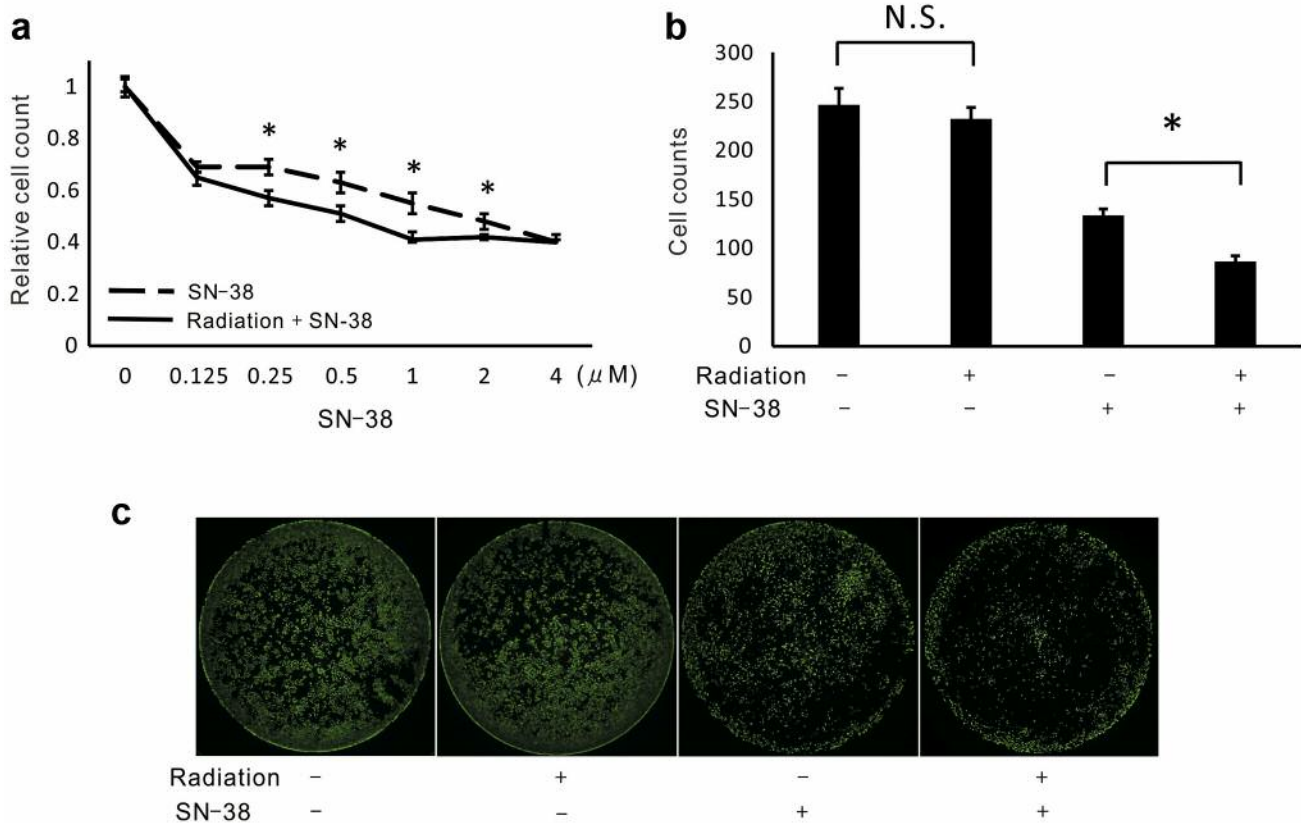 a
Relative cell count
1
0.8
0.6
0.4
0.2
0
* * * *
SN-38
Radiation + SN-38
0 0.125 0.25 0.5 1 2 4 (μM)
SN-38
b
N.S.
*
Cell counts
300
250
200
150
100
50
0
Radiation − + − +
SN-38 − − + +
c
Radiation − + − +
SN-38 − − + +